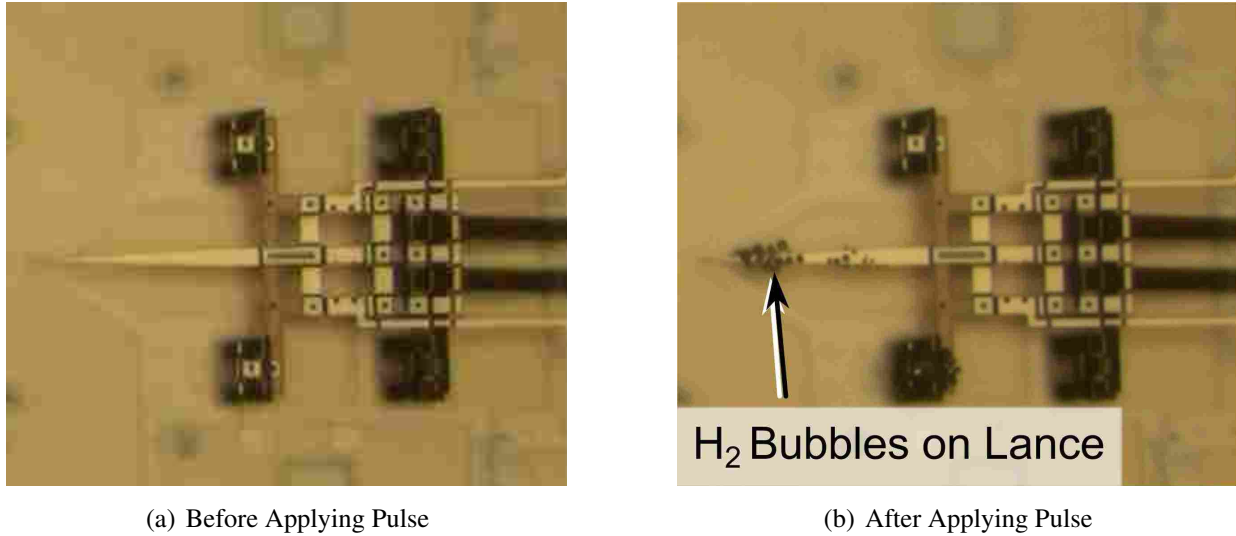 H₂ Bubbles on Lance
(a) Before Applying Pulse
(b) After Applying Pulse